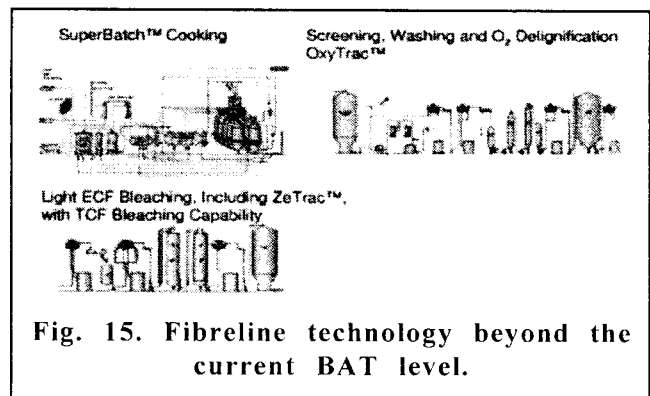 SuperBatch™ Cooking
Screening, Washing and O₂ Delignification
OxyTrac™
Light ECF Bleaching, Including ZeTrac™,
with TCF Bleaching Capability
Fig. 15. Fibreline technology beyond the
current BAT level.